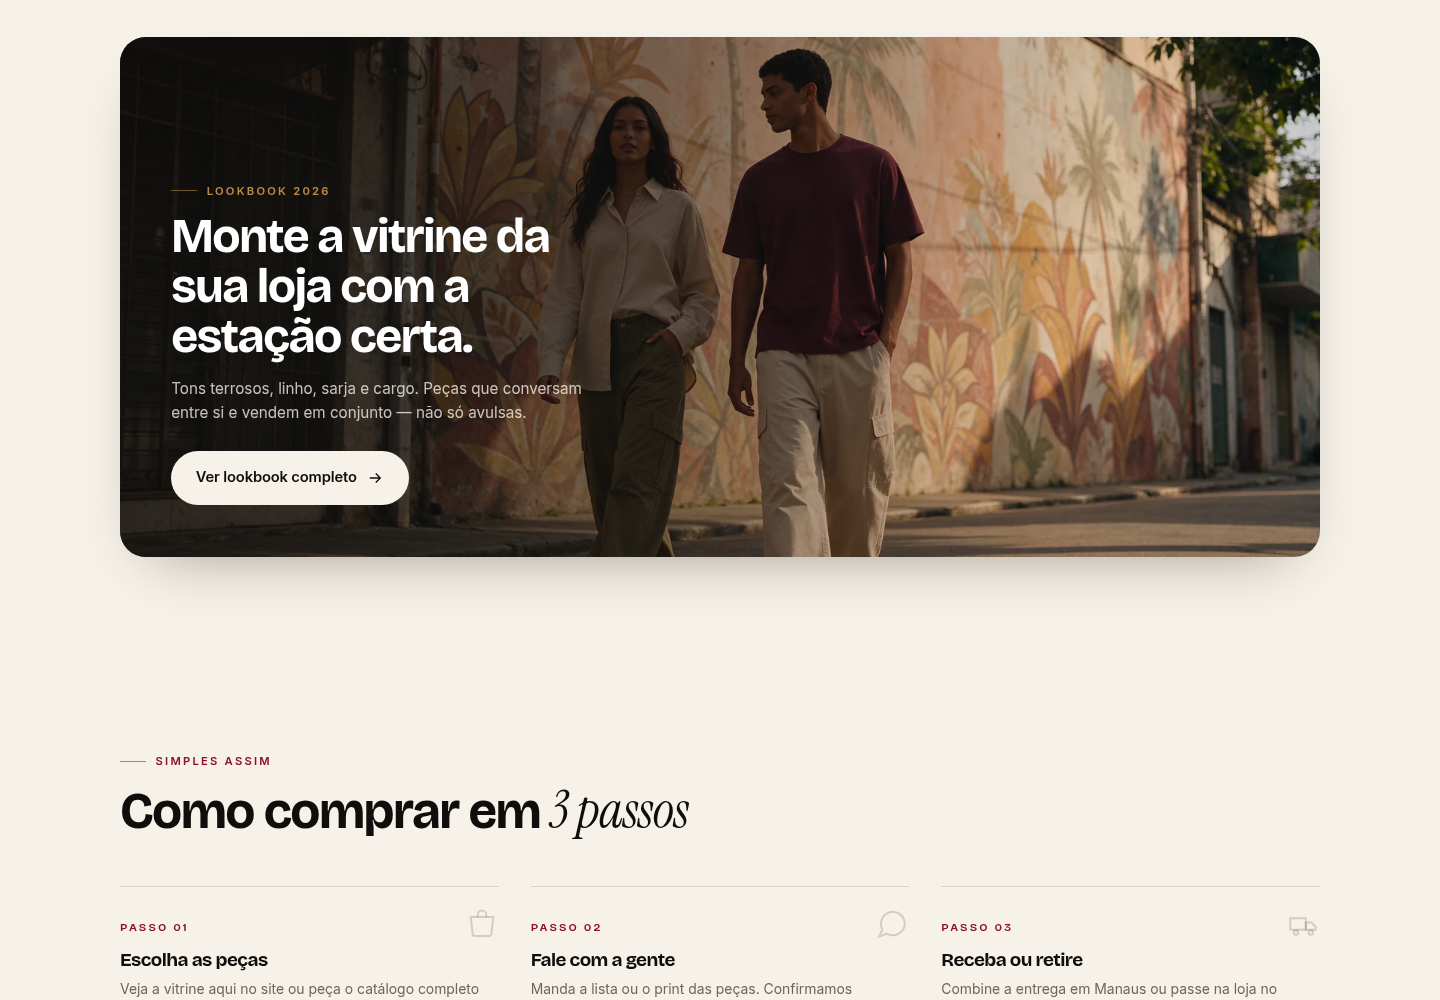 LOOKBOOK 2026
Monte a vitrine da
sua loja com a
estação certa.
Tons terrosos, linho, sarja e cargo. Peças que conversam
entre si e vendem em conjunto — não só avulsas.
Ver lookbook completo →
SIMPLES ASSIM
Como comprar em 3 passos
PASSO 01
Escolha as peças
Veja a vitrine aqui no site ou peça o catálogo completo
PASSO 02
Fale com a gente
Manda a lista ou o print das peças. Confirmamos
PASSO 03
Receba ou retire
Combine a entrega em Manaus ou passe na loja no